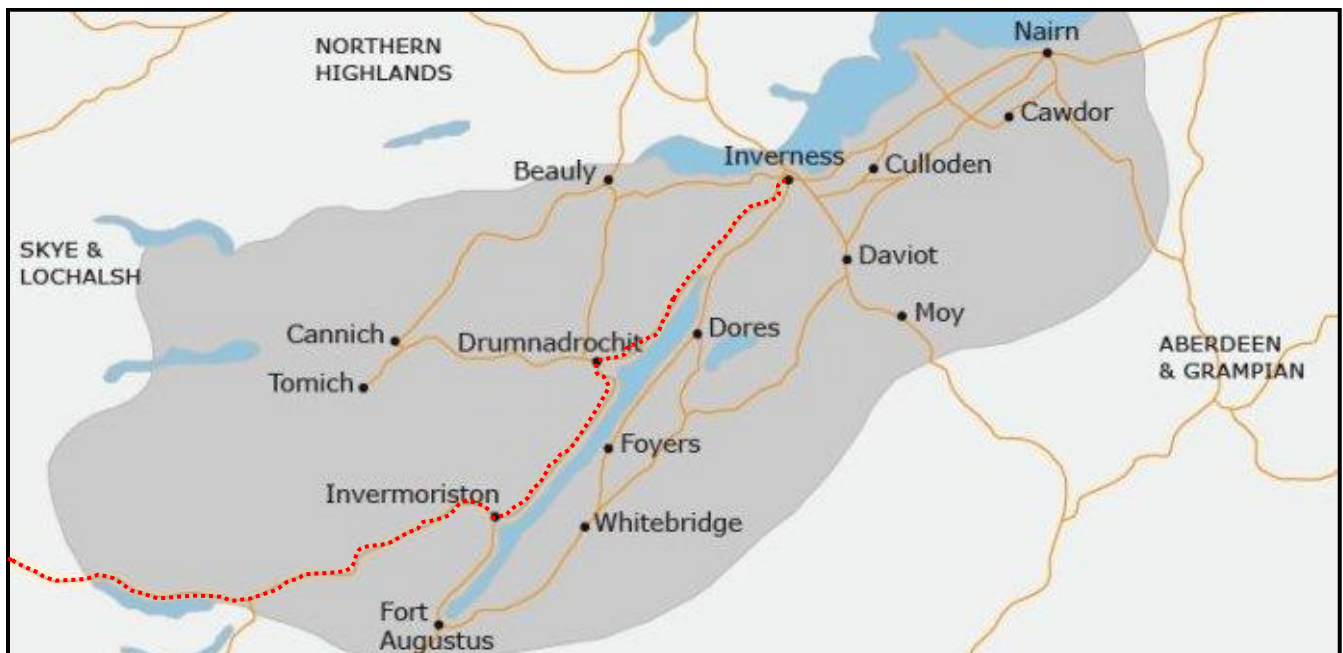 Nairn
NORTHERN
HIGHLANDS
Cawdor
Inverness
Culloden
Beauly
SKYE &
LOCHALSH
Daviot
Moy
Cannich
Drumnadrochit
Dores
ABERDEEN
& GRAMPIAN
Tomich
Foyers
Invermoriston
Whitebridge
Fort
Augustus